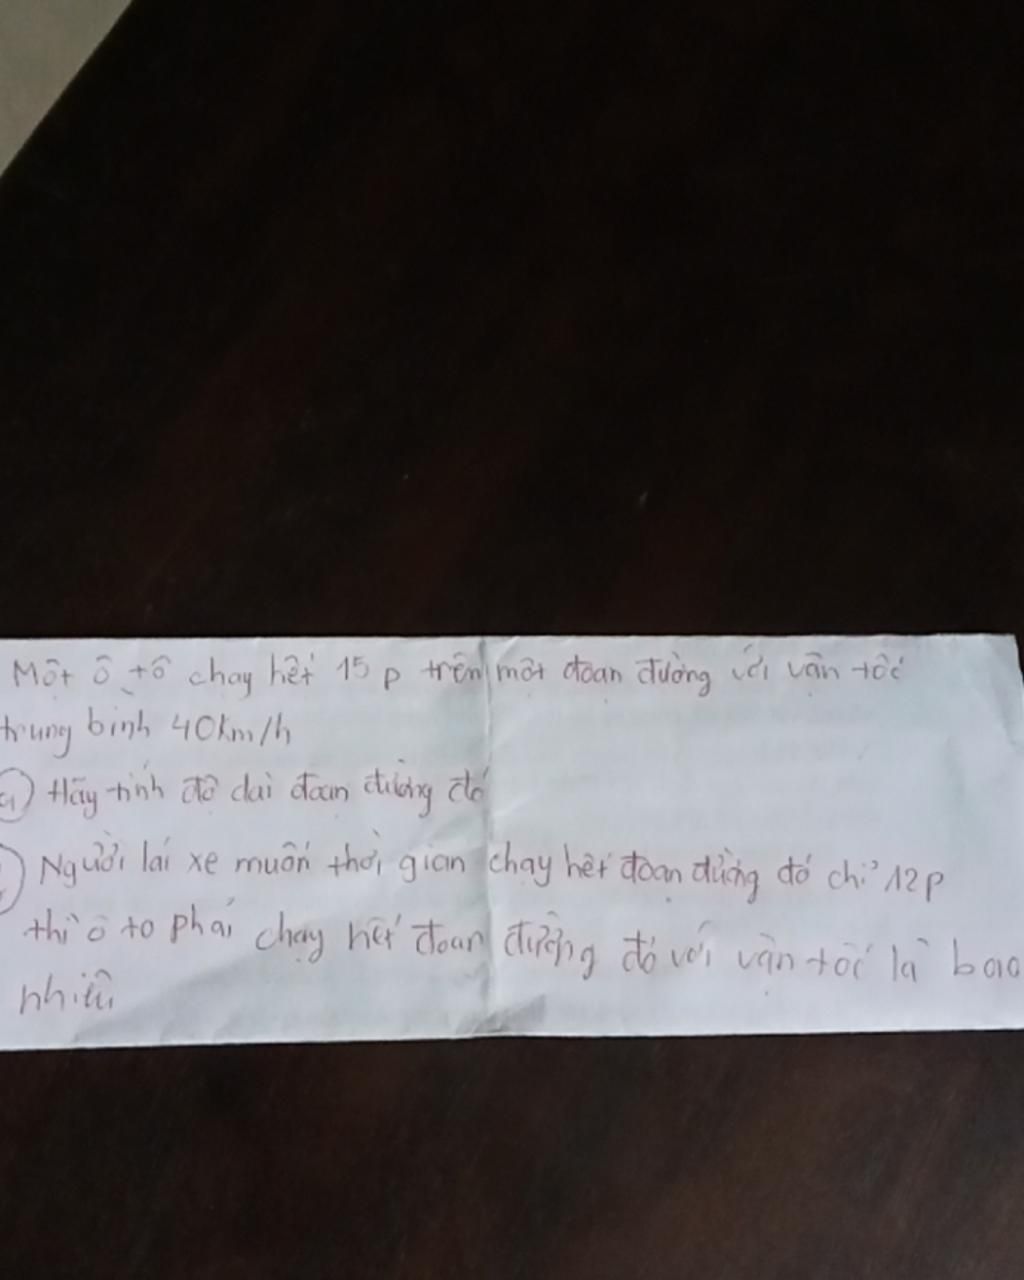 Một ô tô chạy hết 15 p trên một đoạn đường với vận tốc
trung bình 40km/h
a) Hãy tính độ dài đoạn đường đó
Người lái xe muốn thời gian chạy hết đoạn đường đó chỉ 12p
thì ô to phải chạy hết đoạn đường đó với vận tốc là bao
nhiêu